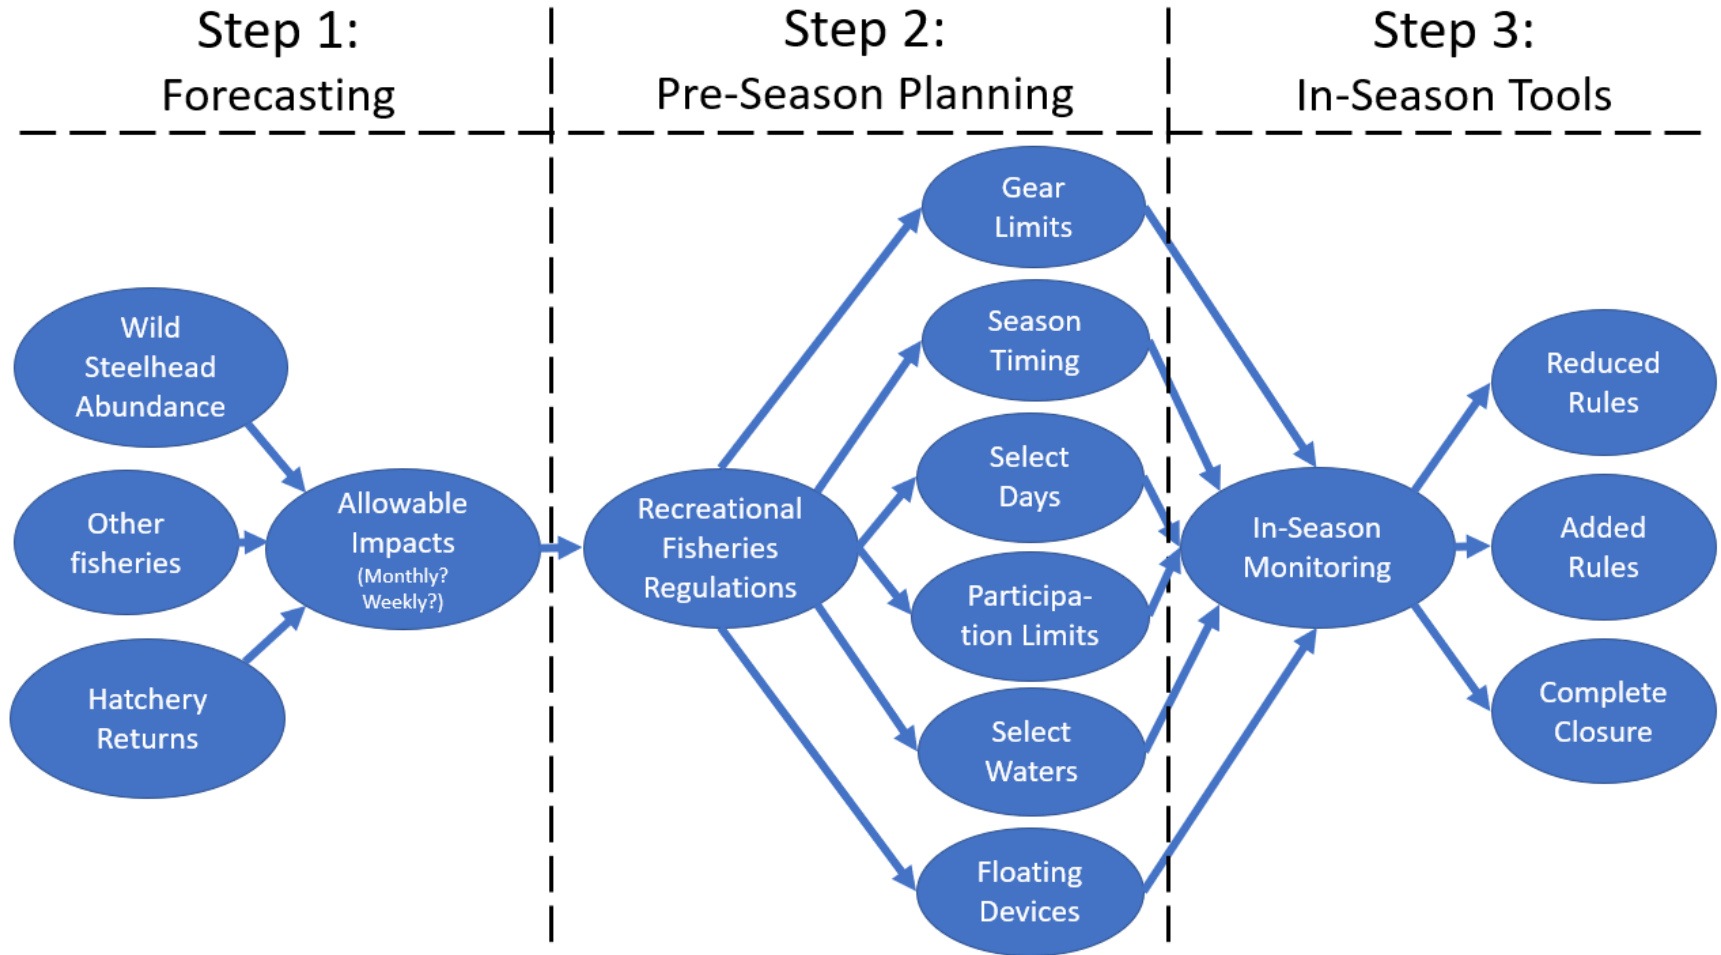 Step 1:
Forecasting
Step 2:
Pre-Season Planning
Step 3:
In-Season Tools
Wild
Steelhead
Abundance
Other
fisheries
Hatchery
Returns
Allowable
Impacts
(Monthly?
Weekly?)
Recreational
Fisheries
Regulations
Gear
Limits
Season
Timing
Select
Days
Participa-
tion Limits
Select
Waters
Floating
Devices
In-Season
Monitoring
Reduced
Rules
Added
Rules
Complete
Closure